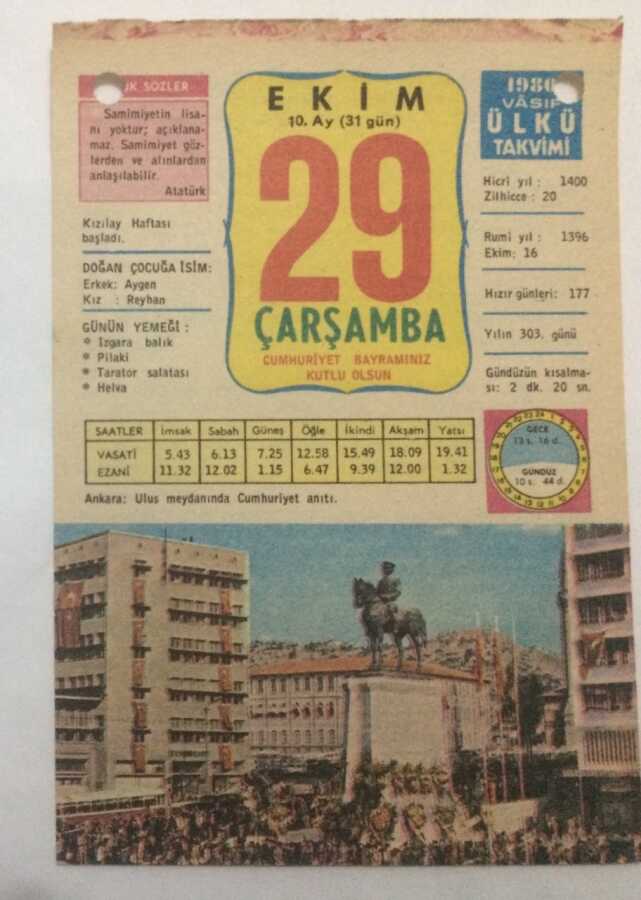 UK SÖZLER
Samimiyetin lisa-
nı yoktur; açıklana-
maz. Samimiyet göz-
lerden ve alınlardan
anlaşılabilir.
Atatürk
Kızılay Haftası
başladı.
DOĞAN ÇOCUĞA İSİM:
Erkek: Aygen
Kız : Reyhan
GÜNÜN YEMEĞİ :
* Izgara balık
* Pilaki
* Tarator salatası
* Helva
EKİM
10. Ay (31 gün)
29
ÇARŞAMBA
CUMHURİYET BAYRAMINIZ
KUTLU OLSUN
1980
VÂSIF
ÜLKÜ
TAKVİMİ
Hicrî yıl : 1400
Zilhicce : 20
Rumi yıl : 1396
Ekim: 16
Hızır günleri: 177
Yılın 303. günü
Gündüzün kısalma-
sı: 2 dk. 20 sn.
SAATLER İmsak Sabah Güneş Öğle İkindi Akşam Yatsı
VASATİ 5.43 6.13 7.25 12.58 15.49 18.09 19.41
EZANİ 11.32 12.02 1.15 6.47 9.39 12.00 1.32
GECE
13 s. 16 d.
GÜNDÜZ
10 s. 44 d.
Ankara: Ulus meydanında Cumhuriyet anıtı.